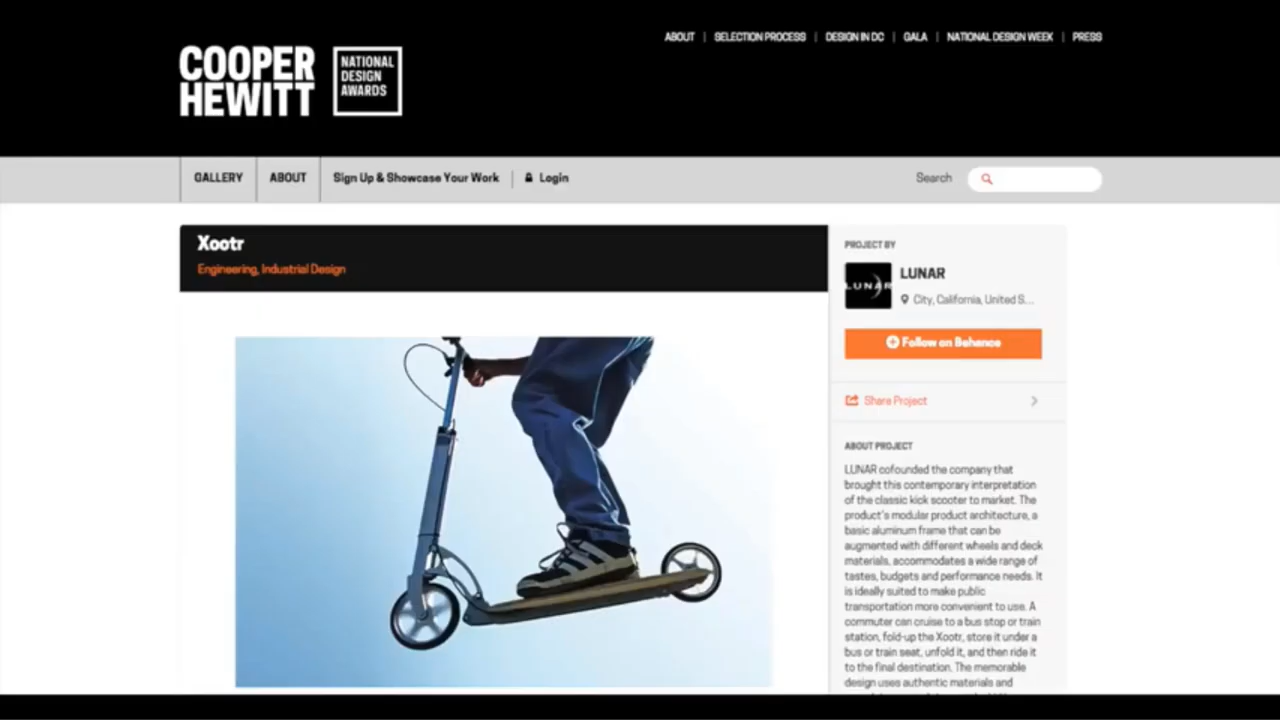 COOPER
HEWITT
NATIONAL
DESIGN
AWARDS
ABOUT | SELECTION PROCESS | DESIGN IN DC | GALA | NATIONAL DESIGN WEEK | PRESS
GALLERY ABOUT Sign Up & Showcase Your Work Login
Search
Xootr
Engineering, Industrial Design
PROJECT BY
LUNAR
LUNAR
City, California, United S...
Follow on Behance
Share Project
ABOUT PROJECT
LUNAR cofounded the company that
brought this contemporary interpretation
of the classic kick scooter to market. The
product's modular product architecture, a
basic aluminum frame that can be
augmented with different wheels and deck
materials, accommodates a wide range of
tastes, budgets and performance needs. It
is ideally suited to make public
transportation more convenient to use. A
commuter can cruise to a bus stop or train
station, fold-up the Xootr, store it under a
bus or train seat, unfold it, and then ride it
to the final destination. The memorable
design uses authentic materials and